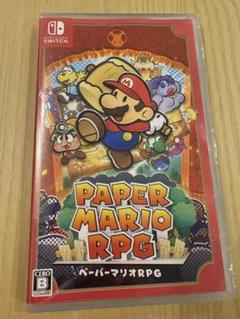 NINTENDO
SWITCH
PAPER
MARIO
RPG
ペーパーマリオRPG
CERO
B